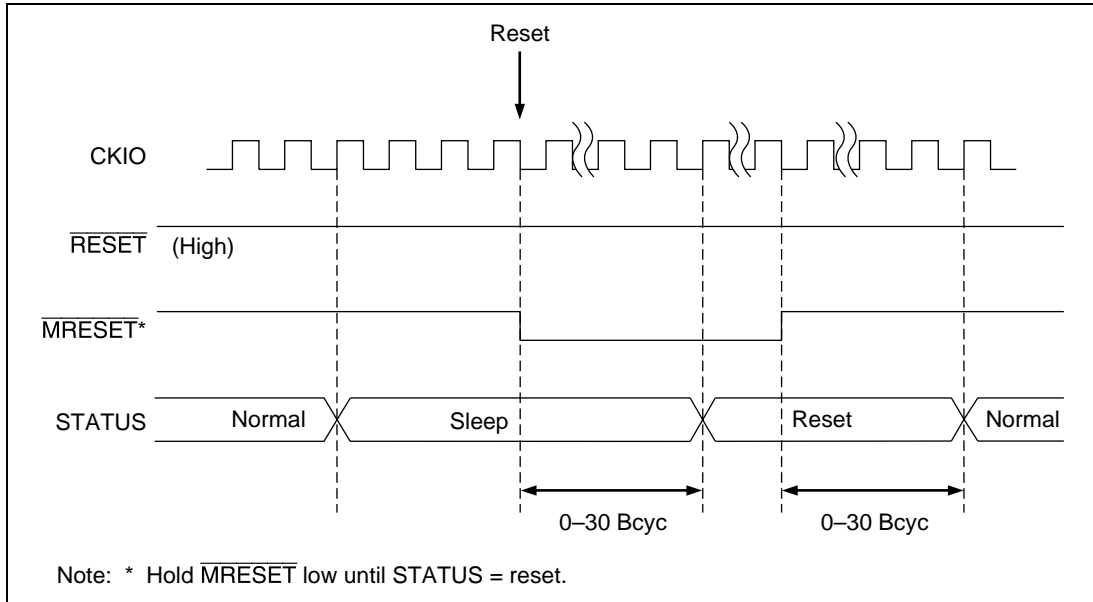 Reset
CKIO
RESET (High)
MRESET*
STATUS Normal Sleep Reset Normal
0–30 Bcyc 0–30 Bcyc
Note: * Hold MRESET low until STATUS = reset.